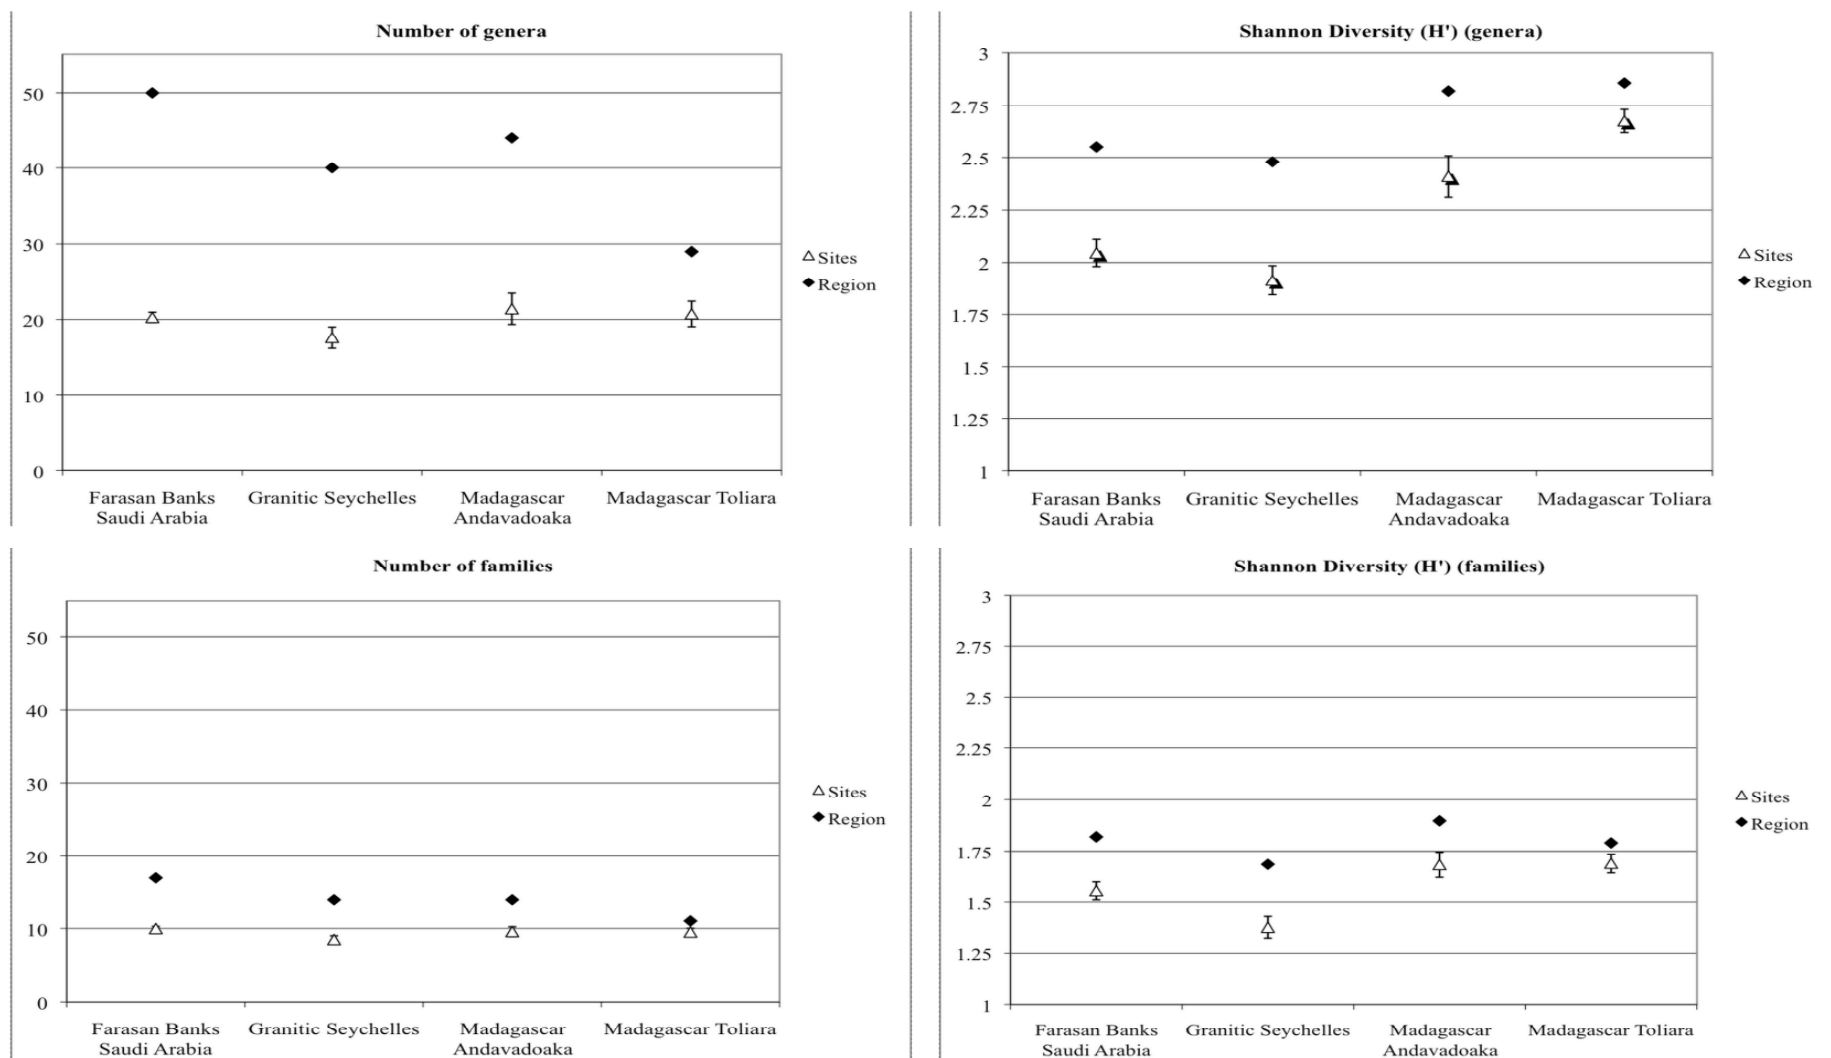 Number of genera
50
40
30
20
10
0
Farasan Banks
Saudi Arabia
Granitic Seychelles
Madagascar
Andavadoaka
Madagascar Toliara
Sites
Region
Shannon Diversity (H') (genera)
3
2.75
2.5
2.25
2
1.75
1.5
1.25
1
Farasan Banks
Saudi Arabia
Granitic Seychelles
Madagascar
Andavadoaka
Madagascar Toliara
Sites
Region
Number of families
50
40
30
20
10
0
Farasan Banks
Saudi Arabia
Granitic Seychelles
Madagascar
Andavadoaka
Madagascar Toliara
Sites
Region
Shannon Diversity (H') (families)
3
2.75
2.5
2.25
2
1.75
1.5
1.25
1
Farasan Banks
Saudi Arabia
Granitic Seychelles
Madagascar
Andavadoaka
Madagascar Toliara
Sites
Region